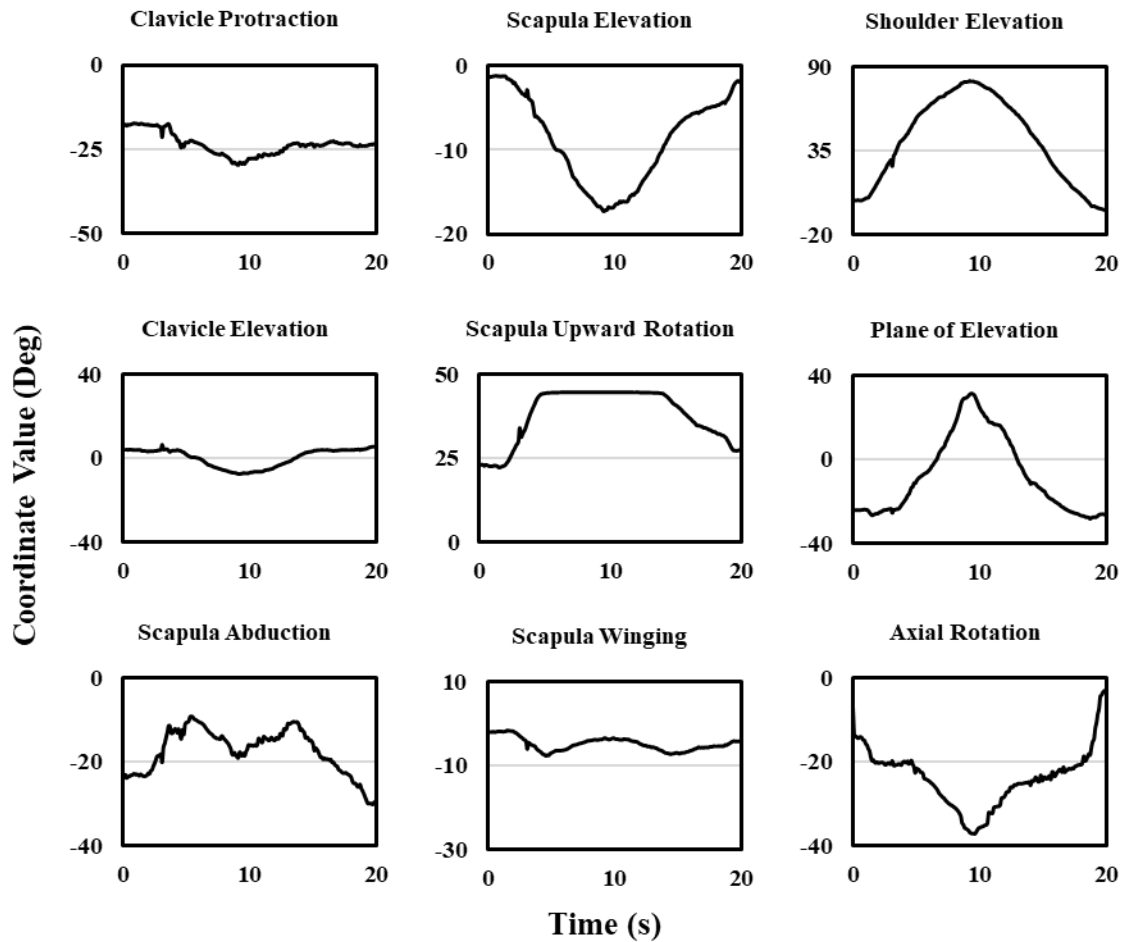 Clavicle Protraction
0
-25
-50
0 10 20
Scapula Elevation
0
-10
-20
0 10 20
Shoulder Elevation
90
35
-20
0 10 20
Coordinate Value (Deg)
Clavicle Elevation
40
0
-40
0 10 20
Scapula Upward Rotation
50
25
0
0 10 20
Plane of Elevation
40
0
-40
0 10 20
Scapula Abduction
0
-20
-40
0 10 20
Scapula Winging
10
-10
-30
0 10 20
Axial Rotation
0
-20
-40
0 10 20
Time (s)